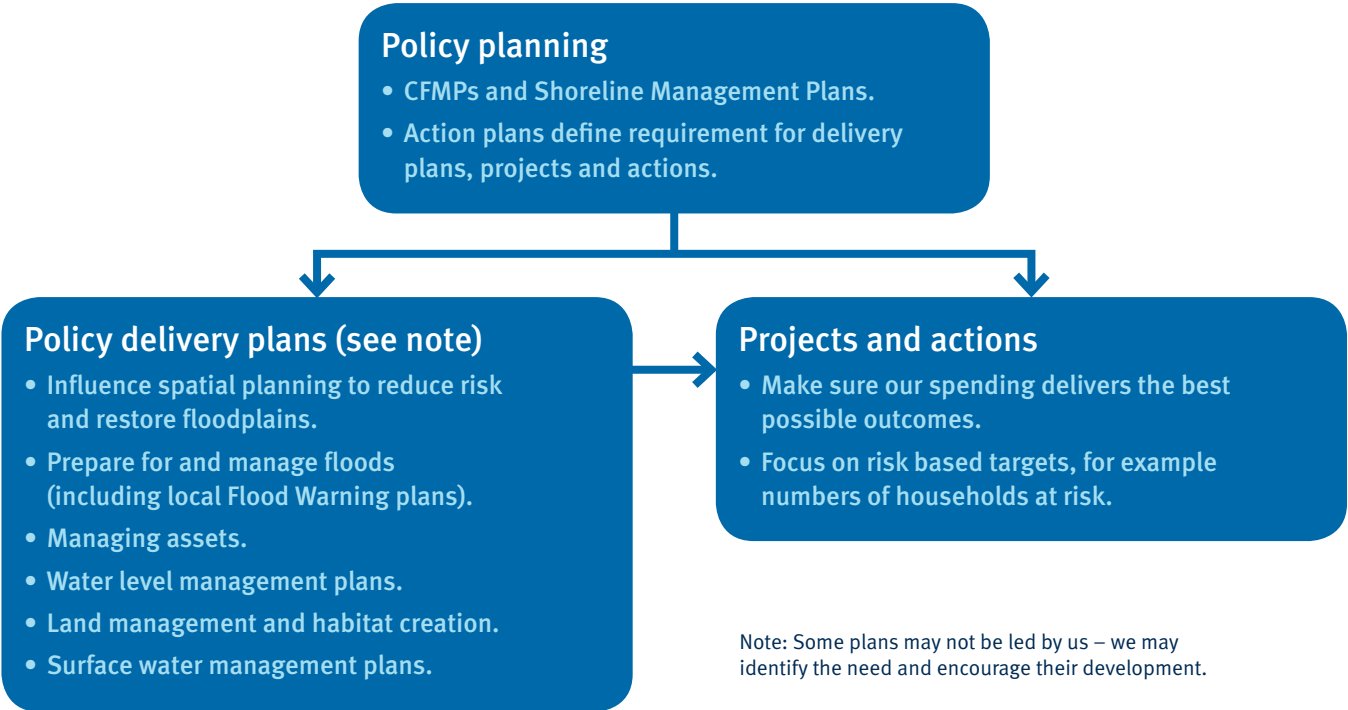 Policy planning
• CFMPs and Shoreline Management Plans.
• Action plans define requirement for delivery
plans, projects and actions.
Policy delivery plans (see note)
• Influence spatial planning to reduce risk
and restore floodplains.
• Prepare for and manage floods
(including local Flood Warning plans).
• Managing assets.
• Water level management plans.
• Land management and habitat creation.
• Surface water management plans.
Projects and actions
• Make sure our spending delivers the best
possible outcomes.
• Focus on risk based targets, for example
numbers of households at risk.
Note: Some plans may not be led by us – we may
identify the need and encourage their development.